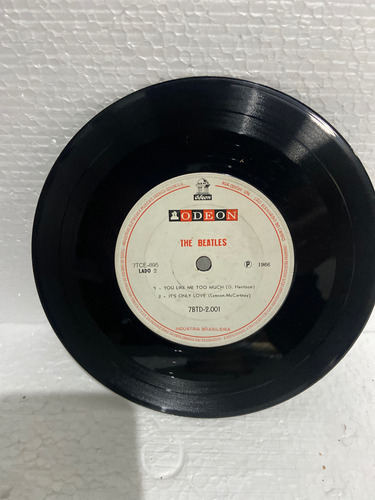 Odeon
ODEON
THE BEATLES
7TCE-895
LADO 2
P 1966
1 - YOU LIKE ME TOO MUCH (G. Harrison)
2 - IT'S ONLY LOVE (Lennon-McCartney)
7BTD-2.001
INDÚSTRIA BRASILEIRA